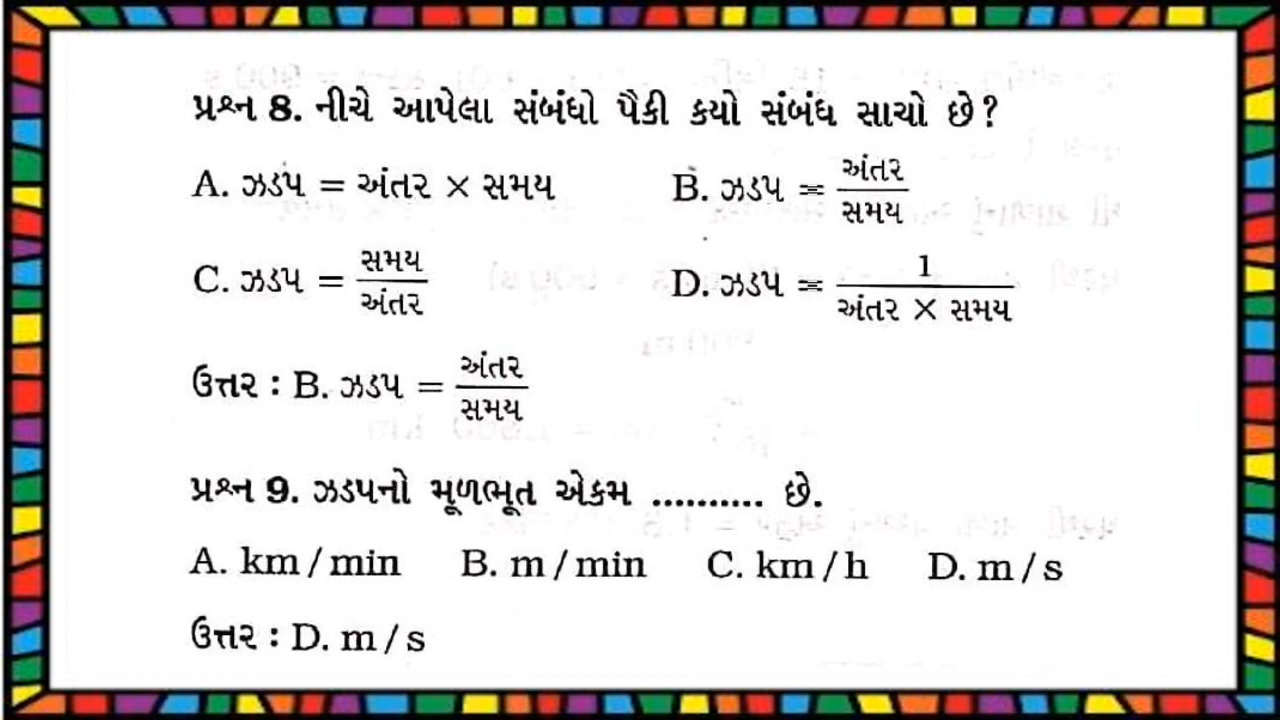 પ્રશ્ન 8. નીચે આપેલા સંબંધો પૈકી કયો સંબંધ સાચો છે?
A. ઝડપ = અંતર × સમય B. ઝડપ = અંતર / સમય
C. ઝડપ = સમય / અંતર D. ઝડપ = 1 / અંતર × સમય
ઉત્તર : B. ઝડપ = અંતર / સમય
પ્રશ્ન 9. ઝડપનો મૂળભૂત એકમ .......... છે.
A. km/min B. m/min C. km/h D. m/s
ઉત્તર : D. m/s